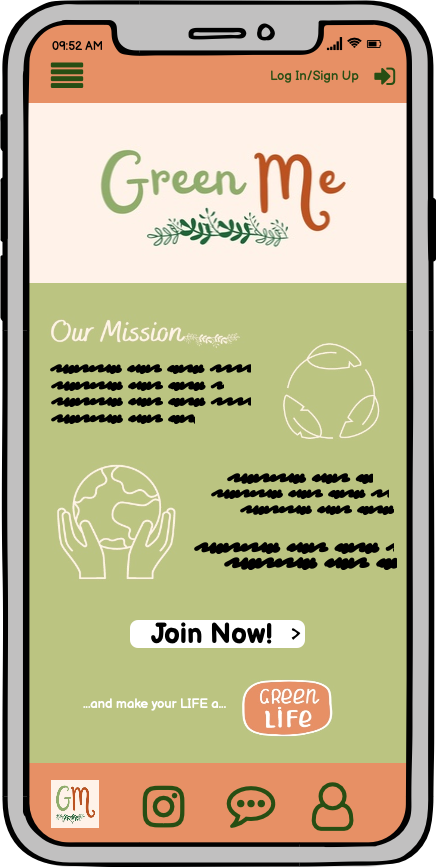 09:52 AM
Log In/Sign Up
Green Me
Our Mission
Join Now! >
...and make your LIFE a...
GREEN
LIFE
GM